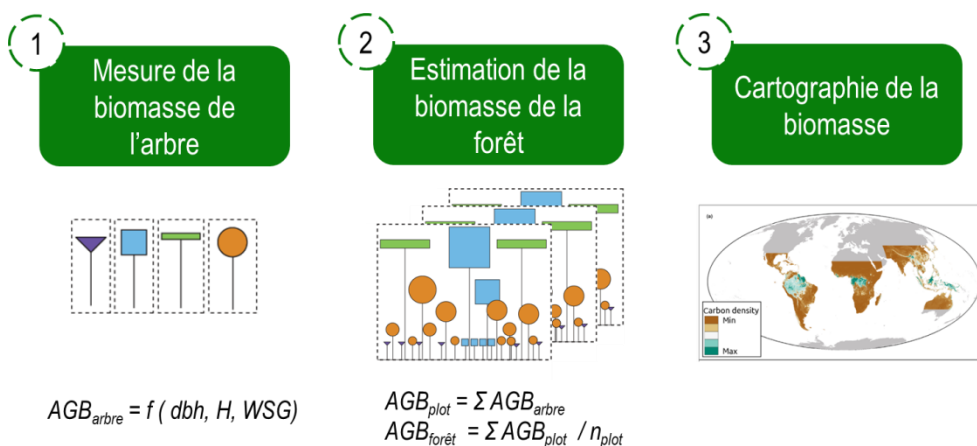 1
Mesure de la
biomasse de
l’arbre
2
Estimation de la
biomasse de la
forêt
3
Cartographie de la
biomasse
(e)
Carbon density
Min
Max
AGBarbre = f ( dbh, H, WSG)
AGBplot = Σ AGBarbre
AGBforêt = Σ AGBplot / nplot